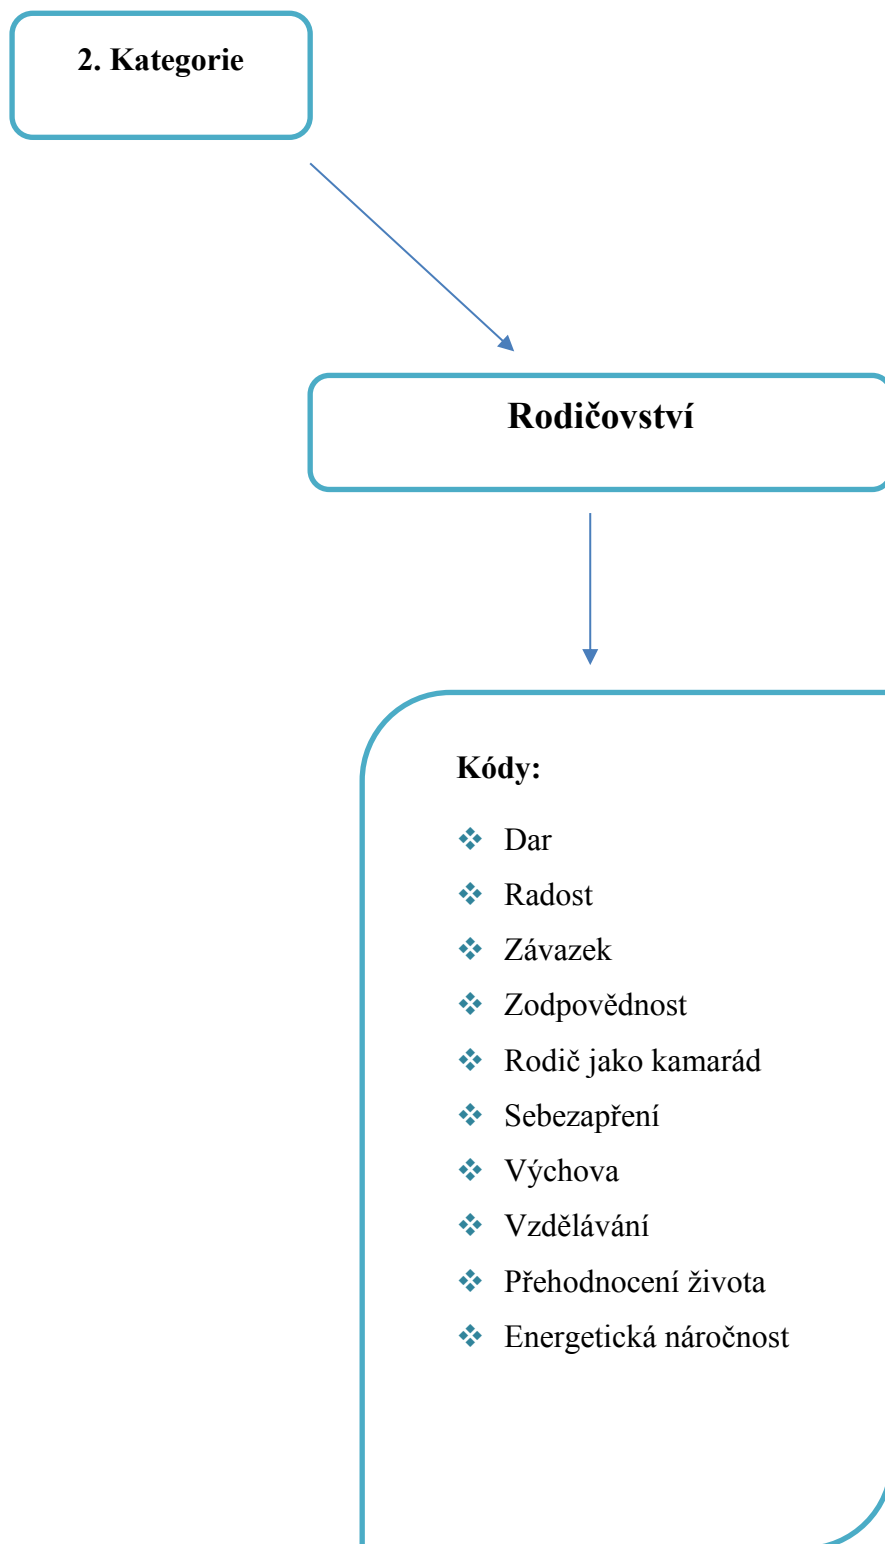 2. Kategorie
Rodičovství
Kódy:
Dar
Radost
Závazek
Zodpovědnost
Rodič jako kamarád
Sebezapření
Výchova
Vzdělávání
Přehodnocení života
Energetická náročnost